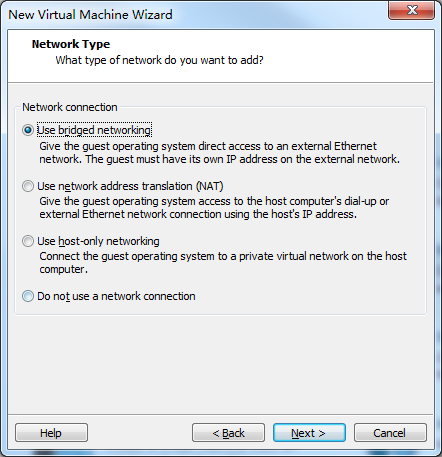 New Virtual Machine Wizard
Network Type
What type of network do you want to add?
Network connection
Use bridged networking
Give the guest operating system direct access to an external Ethernet
network. The guest must have its own IP address on the external network.
Use network address translation (NAT)
Give the guest operating system access to the host computer's dial-up or
external Ethernet network connection using the host's IP address.
Use host-only networking
Connect the guest operating system to a private virtual network on the host
computer.
Do not use a network connection
Help
< Back
Next >
Cancel